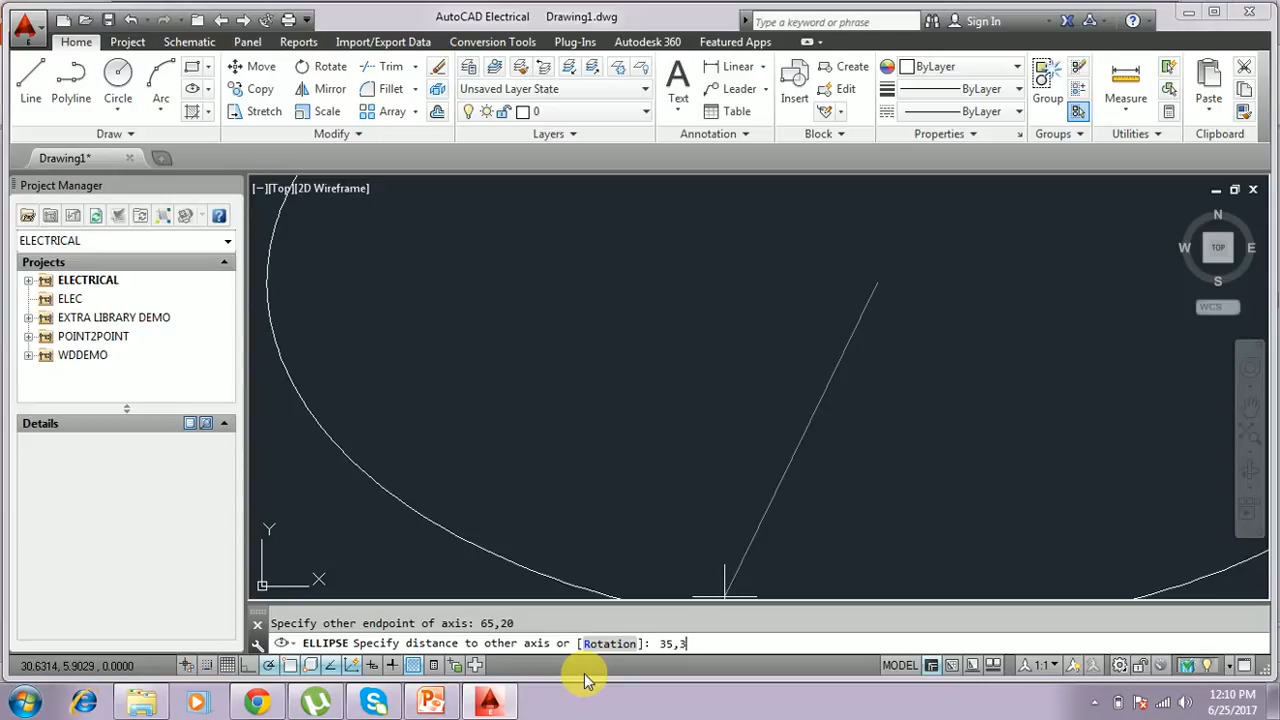 AutoCAD Electrical Drawing1.dwg
Type a keyword or phrase
Sign In
Home Project Schematic Panel Reports Import/Export Data Conversion Tools Plug-Ins Autodesk 360 Featured Apps
Line
Polyline
Circle
Arc
Move Rotate Trim
Copy Mirror Fillet
Stretch Scale Array
Unsaved Layer State
0
Text
Linear
Leader
Table
Insert
Create
Edit
ByLayer
ByLayer
ByLayer
Group
Measure
Paste
Draw Modify Layers Annotation Block Properties Groups Utilities Clipboard
Drawing1*
Project Manager
ELECTRICAL
Projects
ELECTRICAL
ELEC
EXTRA LIBRARY DEMO
POINT2POINT
WDDEMO
Details
[−][Top][2D Wireframe]
N
W TOP E
S
WCS
Y
X
Specify other endpoint of axis: 65,20
ELLIPSE Specify distance to other axis or [Rotation]: 35,3
30.6314, 5.9029, 0.0000
MODEL
1:1
12:10 PM
6/25/2017